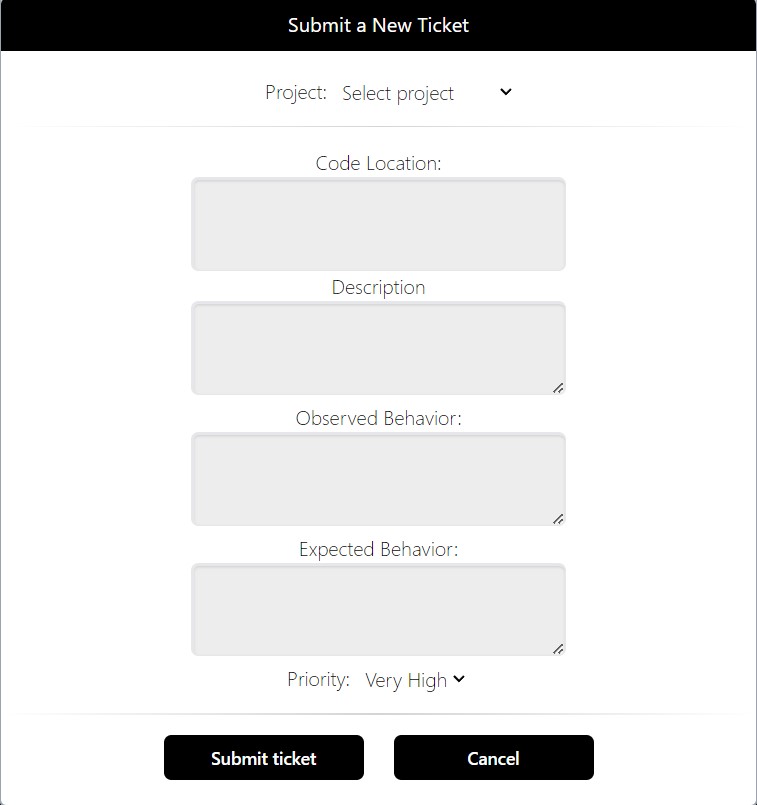 Submit a New Ticket
Project: Select project
Code Location:
Description
Observed Behavior:
Expected Behavior:
Priority: Very High
Submit ticket Cancel